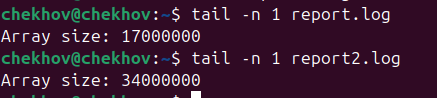 chekhov@chekhov:~$ tail -n 1 report.log
Array size: 17000000
chekhov@chekhov:~$ tail -n 1 report2.log
Array size: 34000000